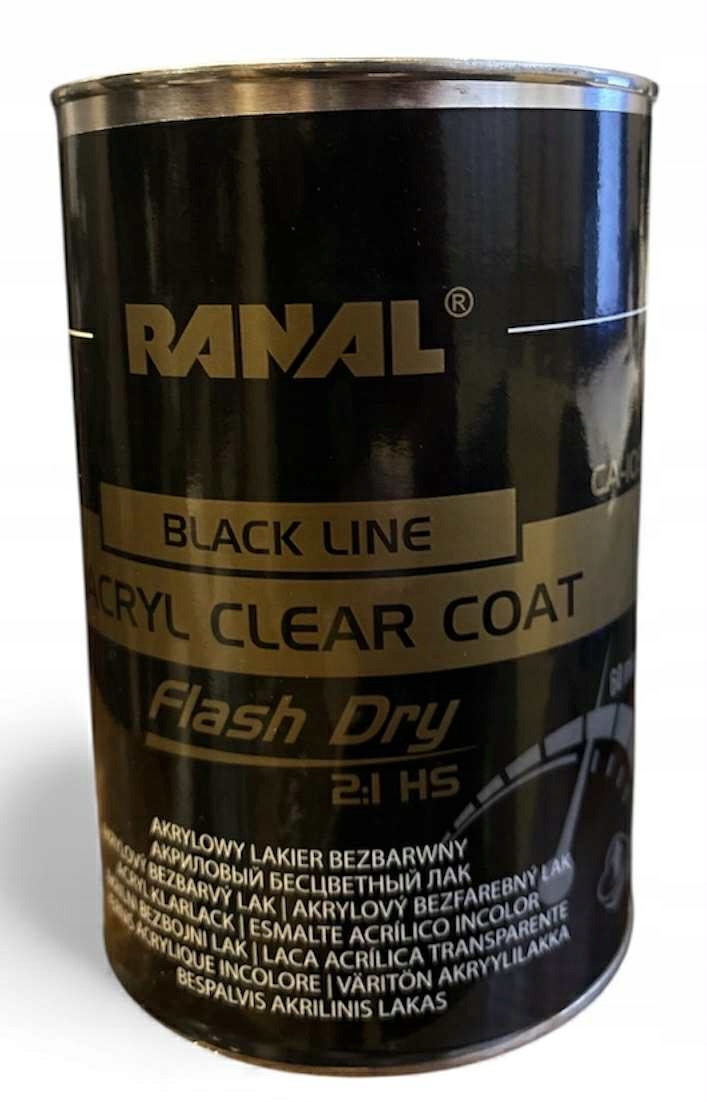 RANAL®
BLACK LINE
ACRYL CLEAR COAT
Flash Dry
2:1 HS
AKRYLOWY LAKIER BEZBARWNY
АКРИЛОВЫЙ БЕСЦВЕТНЫЙ ЛАК
BEZBARVÝ LAK | AKRYLOVÝ BEZFAREBNÝ LAK
ACRYL KLARLACK | ESMALTE ACRÍLICO INCOLOR
BEZBOJNI LAK | LACA ACRÍLICA TRANSPARENTE
ACRYLIQUE INCOLORE | VÄRITÖN AKRYYLILAKKA
BESPALVIS AKRILINIS LAKAS